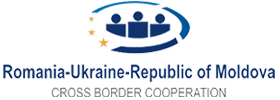 Romania-Ukraine-Republic of Moldova
CROSS BORDER COOPERATION